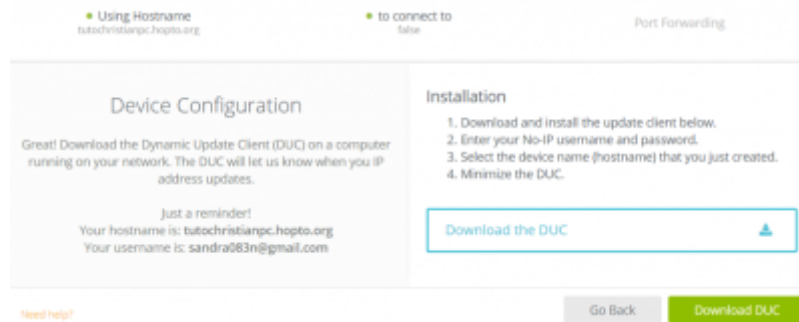 Using Hostname
tutochristianpc.hopto.org
to connect to
false
Port Forwarding
Device Configuration
Great! Download the Dynamic Update Client (DUC) on a computer
running on your network. The DUC will let us know when you IP
address updates.
Just a reminder!
Your hostname is: tutochristianpc.hopto.org
Your username is: sandra083n@gmail.com
Installation
1. Download and install the update client below.
2. Enter your No-IP username and password.
3. Select the device name (hostname) that you just created.
4. Minimize the DUC.
Download the DUC
Need help?
Go Back
Download DUC